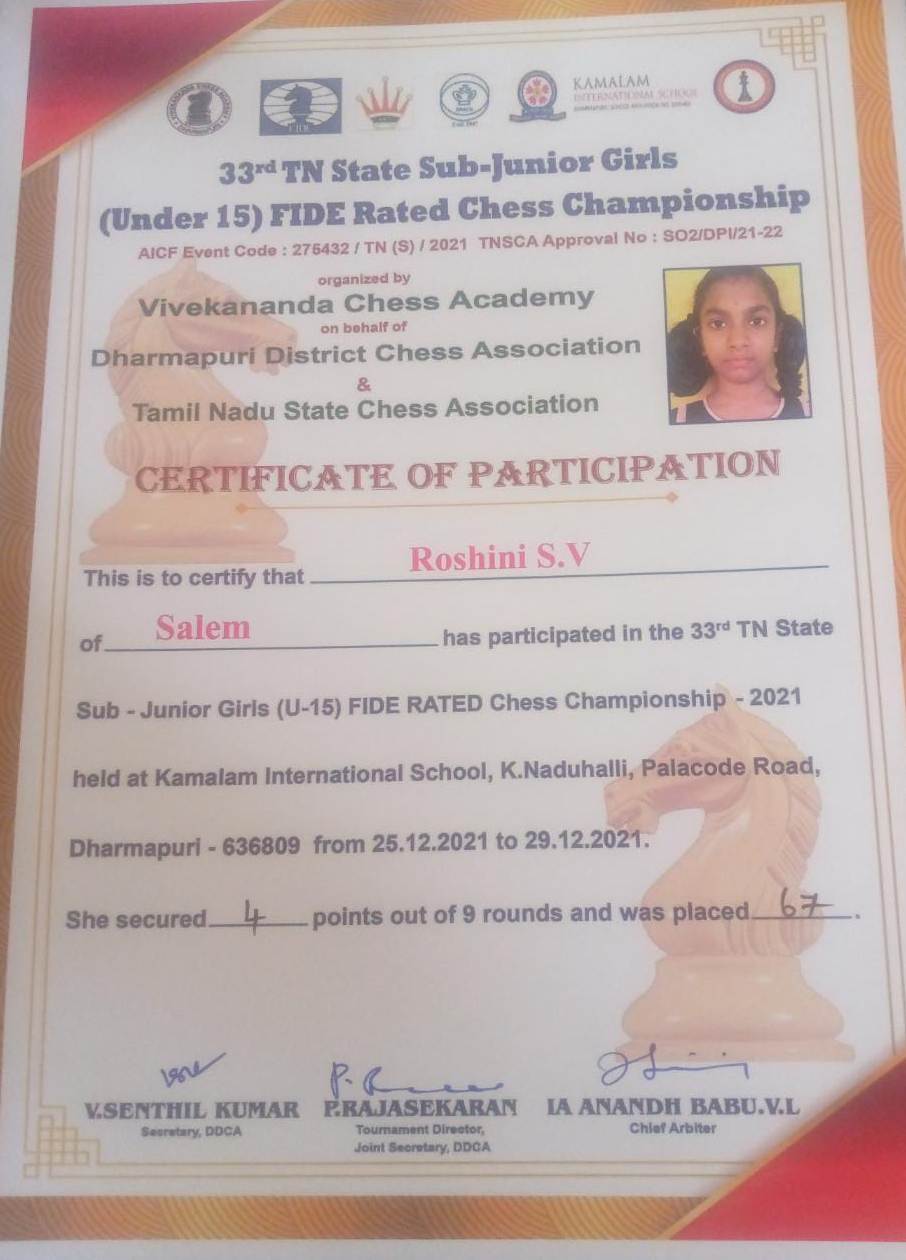 KAMALAM
INTERNATIONAL SCHOOL
33rd TN State Sub-Junior Girls
(Under 15) FIDE Rated Chess Championship
AICF Event Code : 275432 / TN (S) / 2021 TNSCA Approval No : SO2/DPI/21-22
organized by
Vivekananda Chess Academy
on behalf of
Dharmapuri District Chess Association
&
Tamil Nadu State Chess Association
CERTIFICATE OF PARTICIPATION
This is to certify that Roshini S.V
of Salem has participated in the 33rd TN State
Sub - Junior Girls (U-15) FIDE RATED Chess Championship - 2021
held at Kamalam International School, K.Naduhalli, Palacode Road,
Dharmapuri - 636809 from 25.12.2021 to 29.12.2021.
She secured 4 points out of 9 rounds and was placed 67.
V.SENTHIL KUMAR P.RAJASEKARAN IA ANANDH BABU.V.L
Secretary, DDCA Tournament Director, Chief Arbiter
Joint Secretary, DDCA